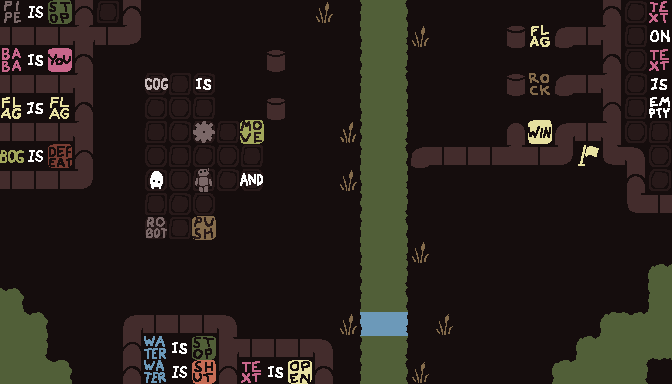 PIPE IS STOP
TEXT
FLAG
ON
BABA IS YOU
TEXT
COG IS
ROCK
IS
FLAG IS FLAG
EMPTY
MOVE
WIN
BOG IS DEFEAT
AND
ROBOT PUSH
WATER IS STOP
WATER IS SHUT
TEXT IS OPEN